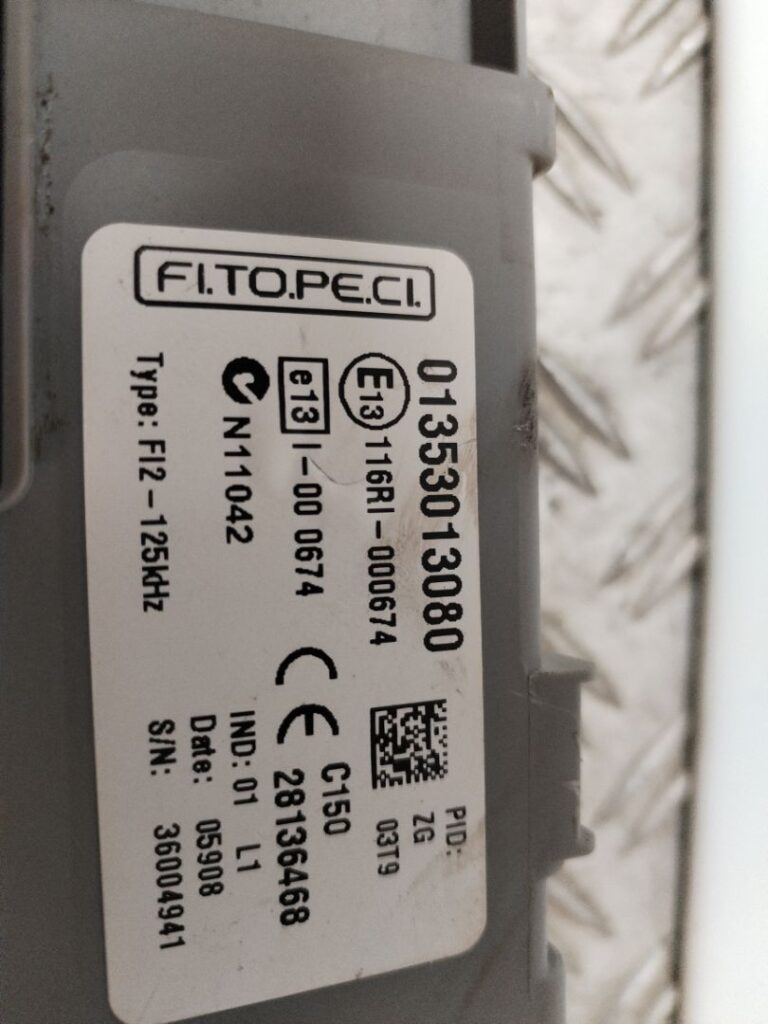 FI.TO.PE.CI.
01353013080
E13 116RI-000674
e13 I-00 0674
N11042
Type: FI2-125kHz
PID:
ZG
03T9
CE
C150
28136468
IND: 01 L1
Date: 05908
S/N: 36004941